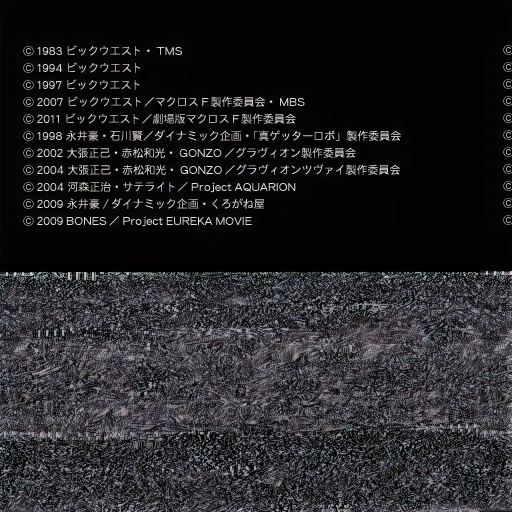 © 1983 ビックウエスト・ TMS
© 1994 ビックウエスト
© 1997 ビックウエスト
© 2007 ビックウエスト／マクロスＦ製作委員会・ MBS
© 2011 ビックウエスト／劇場版マクロスＦ製作委員会
© 1998 永井豪・石川賢／ダイナミック企画・「真ゲッターロボ」製作委員会
© 2002 大張正己・赤松和光・ GONZO ／グラヴィオン製作委員会
© 2004 大張正己・赤松和光・ GONZO ／グラヴィオンツヴァイ製作委員会
© 2004 河森正治・サテライト／ Project AQUARION
© 2009 永井豪 / ダイナミック企画・くろがね屋
© 2009 BONES ／ Project EUREKA MOVIE